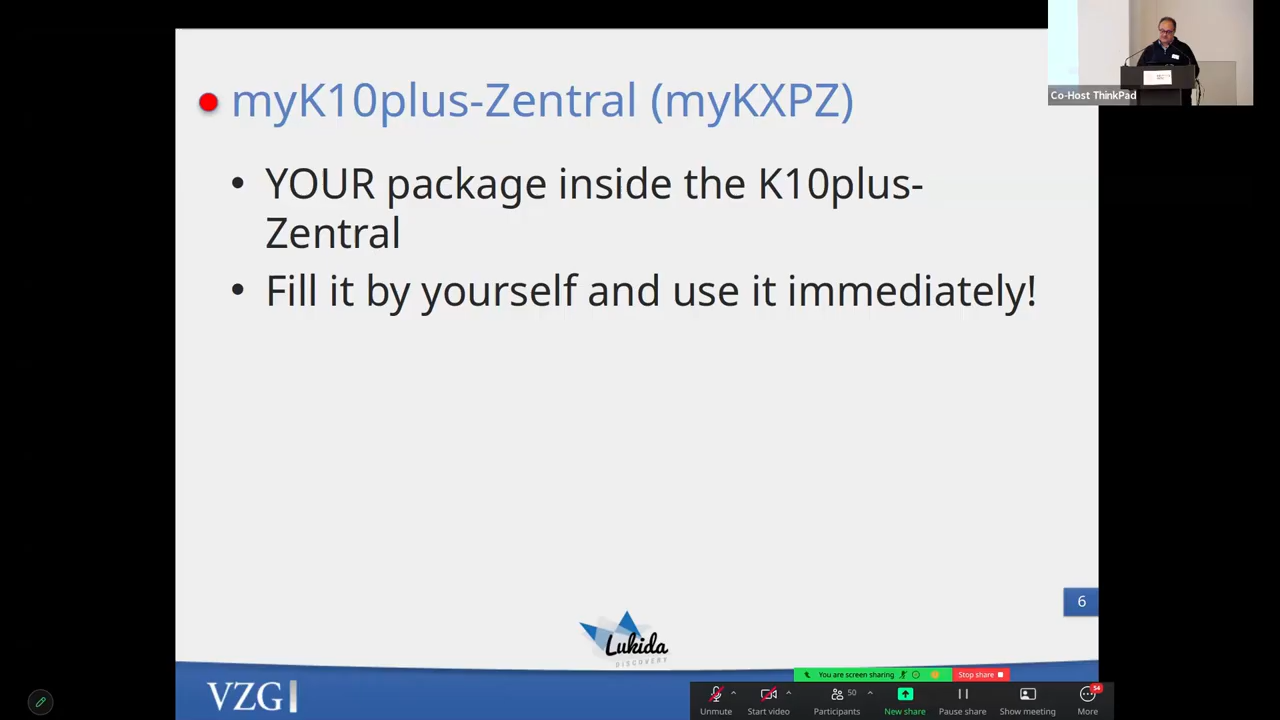 myK10plus-Zentral (myKXPZ)
• YOUR package inside the K10plus-
Zentral
• Fill it by yourself and use it immediately!
Co-Host ThinkPad
6
Lukida
DISCOVERY
VZG
You are screen sharing
Stop share
Unmute
Start video
Participants
50
New share
Pause share
Show meeting
More
54